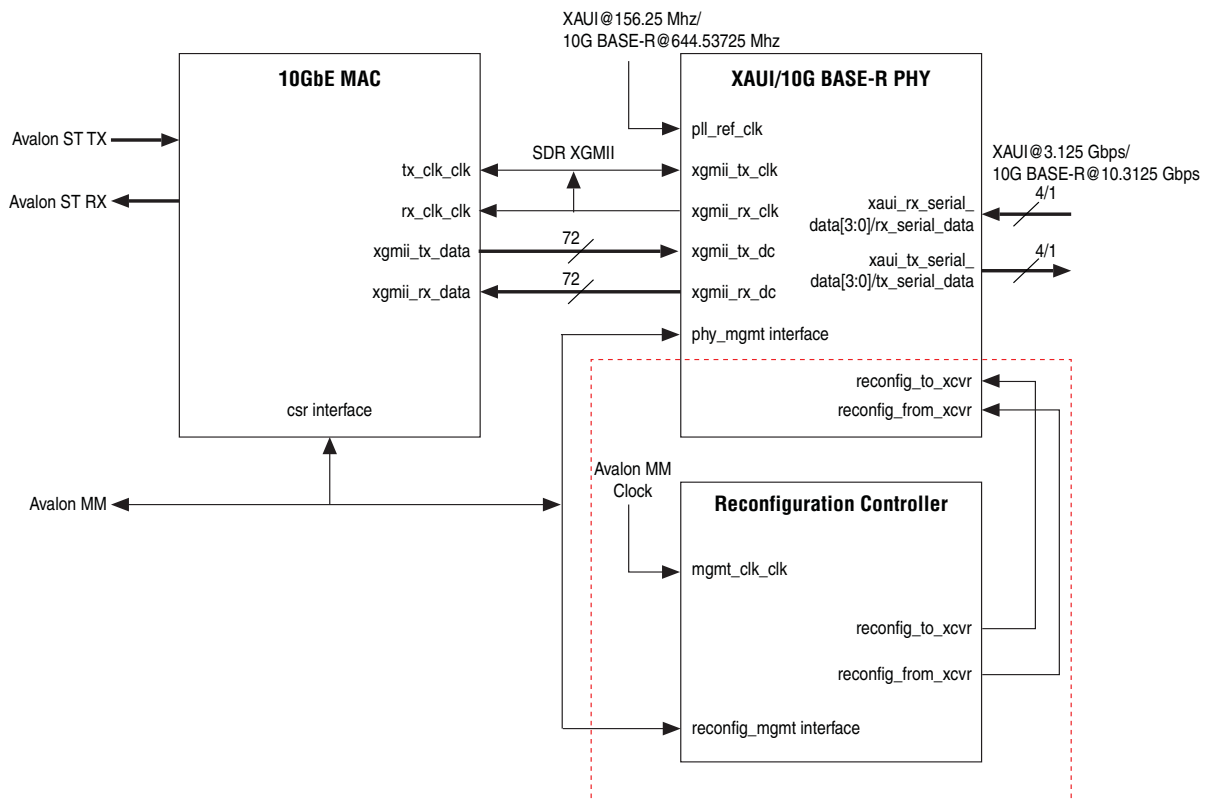 XAUI@156.25 Mhz/
10G BASE-R@644.53725 Mhz
10GbE MAC
XAUI/10G BASE-R PHY
Avalon ST TX
Avalon ST RX
pll_ref_clk
SDR XGMII
tx_clk_clk
xgmii_tx_clk
rx_clk_clk
xgmii_rx_clk
xgmii_tx_data
72
xgmii_tx_dc
xgmii_rx_data
72
xgmii_rx_dc
phy_mgmt interface
XAUI@3.125 Gbps/
10G BASE-R@10.3125 Gbps
xaui_rx_serial_
data[3:0]/rx_serial_data
4/1
xaui_tx_serial_
data[3:0]/tx_serial_data
4/1
reconfig_to_xcvr
reconfig_from_xcvr
csr interface
Avalon MM
Avalon MM
Clock
Reconfiguration Controller
mgmt_clk_clk
reconfig_to_xcvr
reconfig_from_xcvr
reconfig_mgmt interface